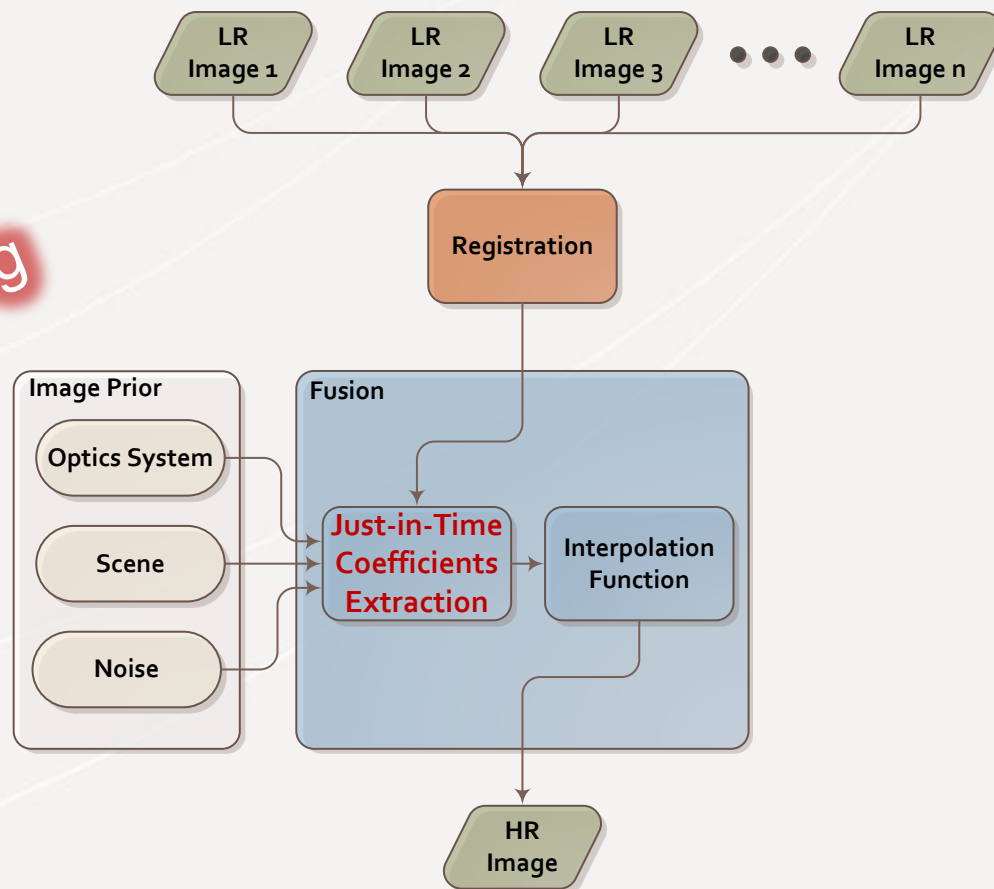 LR
Image 1
LR
Image 2
LR
Image 3
LR
Image n
Registration
Image Prior
Optics System
Scene
Noise
Fusion
Just-in-Time
Coefficients
Extraction
Interpolation
Function
HR
Image